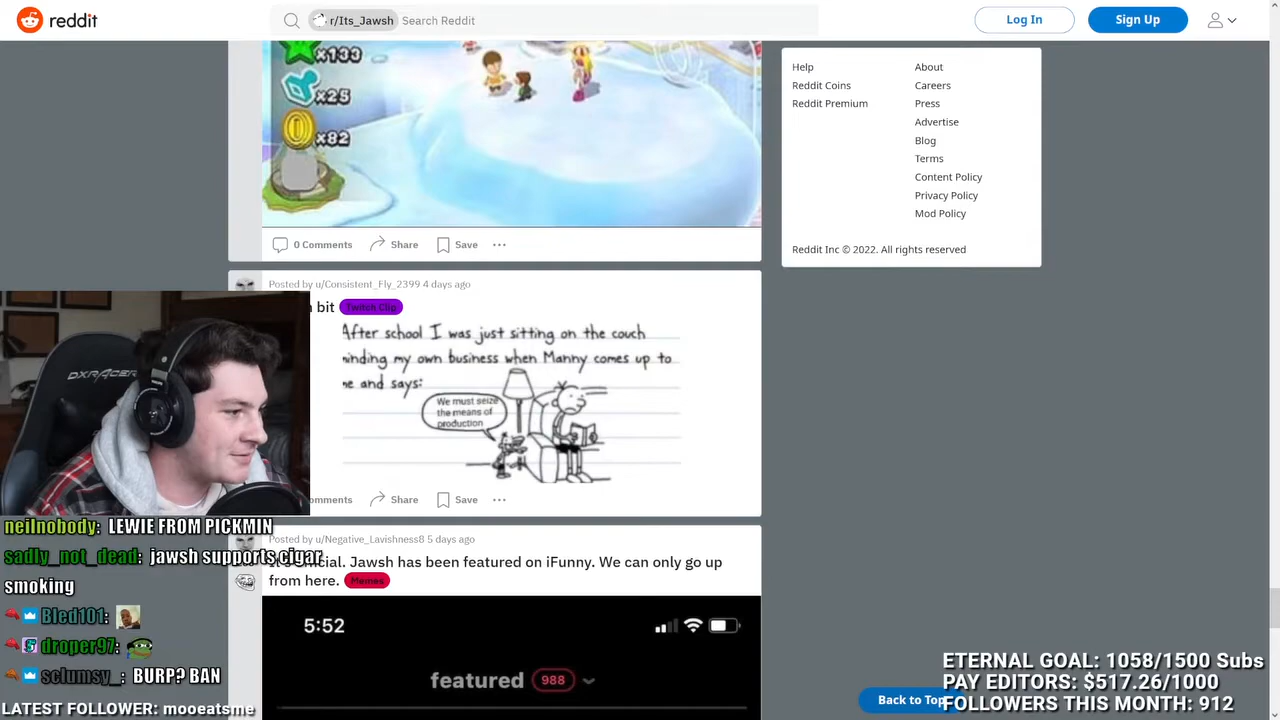 reddit
r/Its_Jawsh Search Reddit
Log In
Sign Up
x133
x25
x82
0 Comments Share Save
Help
Reddit Coins
Reddit Premium
About
Careers
Press
Advertise
Blog
Terms
Content Policy
Privacy Policy
Mod Policy
Reddit Inc © 2022. All rights reserved
Posted by u/Consistent_Fly_2399 4 days ago
bit Twitch Clip
After school I was just sitting on the couch
minding my own business when Manny comes up to
me and says:
We must seize
the means of
production
Share Save
Posted by u/Negative_Lavishness8 5 days ago
Jawsh has been featured on iFunny. We can only go up
from here. Memes
5:52
featured 988
Back to Top
DXRACER
neilnobody: LEWIE FROM PICKMIN
sadly_not_dead: jawsh supports cigar
smoking
Bled101:
droper97:
sclumsy_: BURP? BAN
LATEST FOLLOWER: mooeatsme
ETERNAL GOAL: 1058/1500 Subs
PAY EDITORS: $517.26/1000
FOLLOWERS THIS MONTH: 912